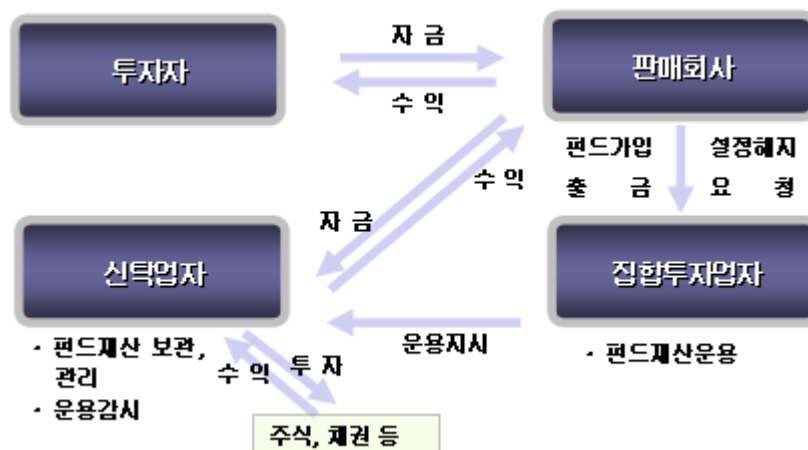 자 금
투자자
판매회사
수 익
펀드가입 설정해지
출 금 요 청
수 익
자 금
신탁업자
집합투자업자
운용지시
· 펀드재산 보관,
관리
· 운용감시
수 익 투 자
· 펀드재산운용
주식, 채권 등